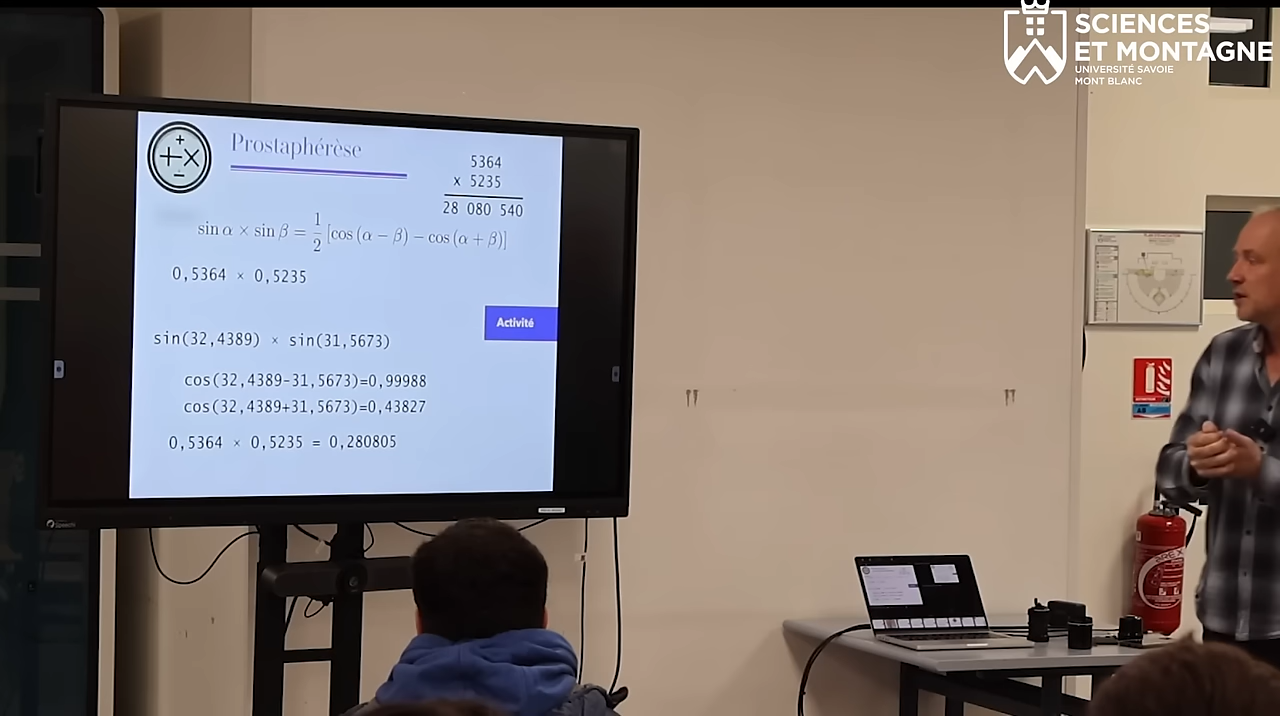 SCIENCES
ET MONTAGNE
UNIVERSITÉ SAVOIE
MONT BLANC
Prostaphérèse
5364
x 5235
28 080 540
sin α × sin β = 1/2 [cos (α − β) − cos (α + β)]
0,5364 × 0,5235
Activité
sin(32,4389) × sin(31,5673)
cos(32,4389-31,5673)=0,99988
cos(32,4389+31,5673)=0,43827
0,5364 × 0,5235 = 0,280805